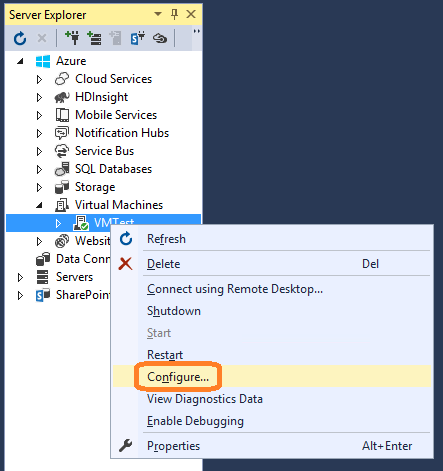 Server Explorer
Azure
Cloud Services
HDInsight
Mobile Services
Notification Hubs
Service Bus
SQL Databases
Storage
Virtual Machines
VMTest
Websit
Data Conn
Servers
SharePoint
Refresh
Delete Del
Connect using Remote Desktop...
Shutdown
Start
Restart
Configure...
View Diagnostics Data
Enable Debugging
Properties Alt+Enter